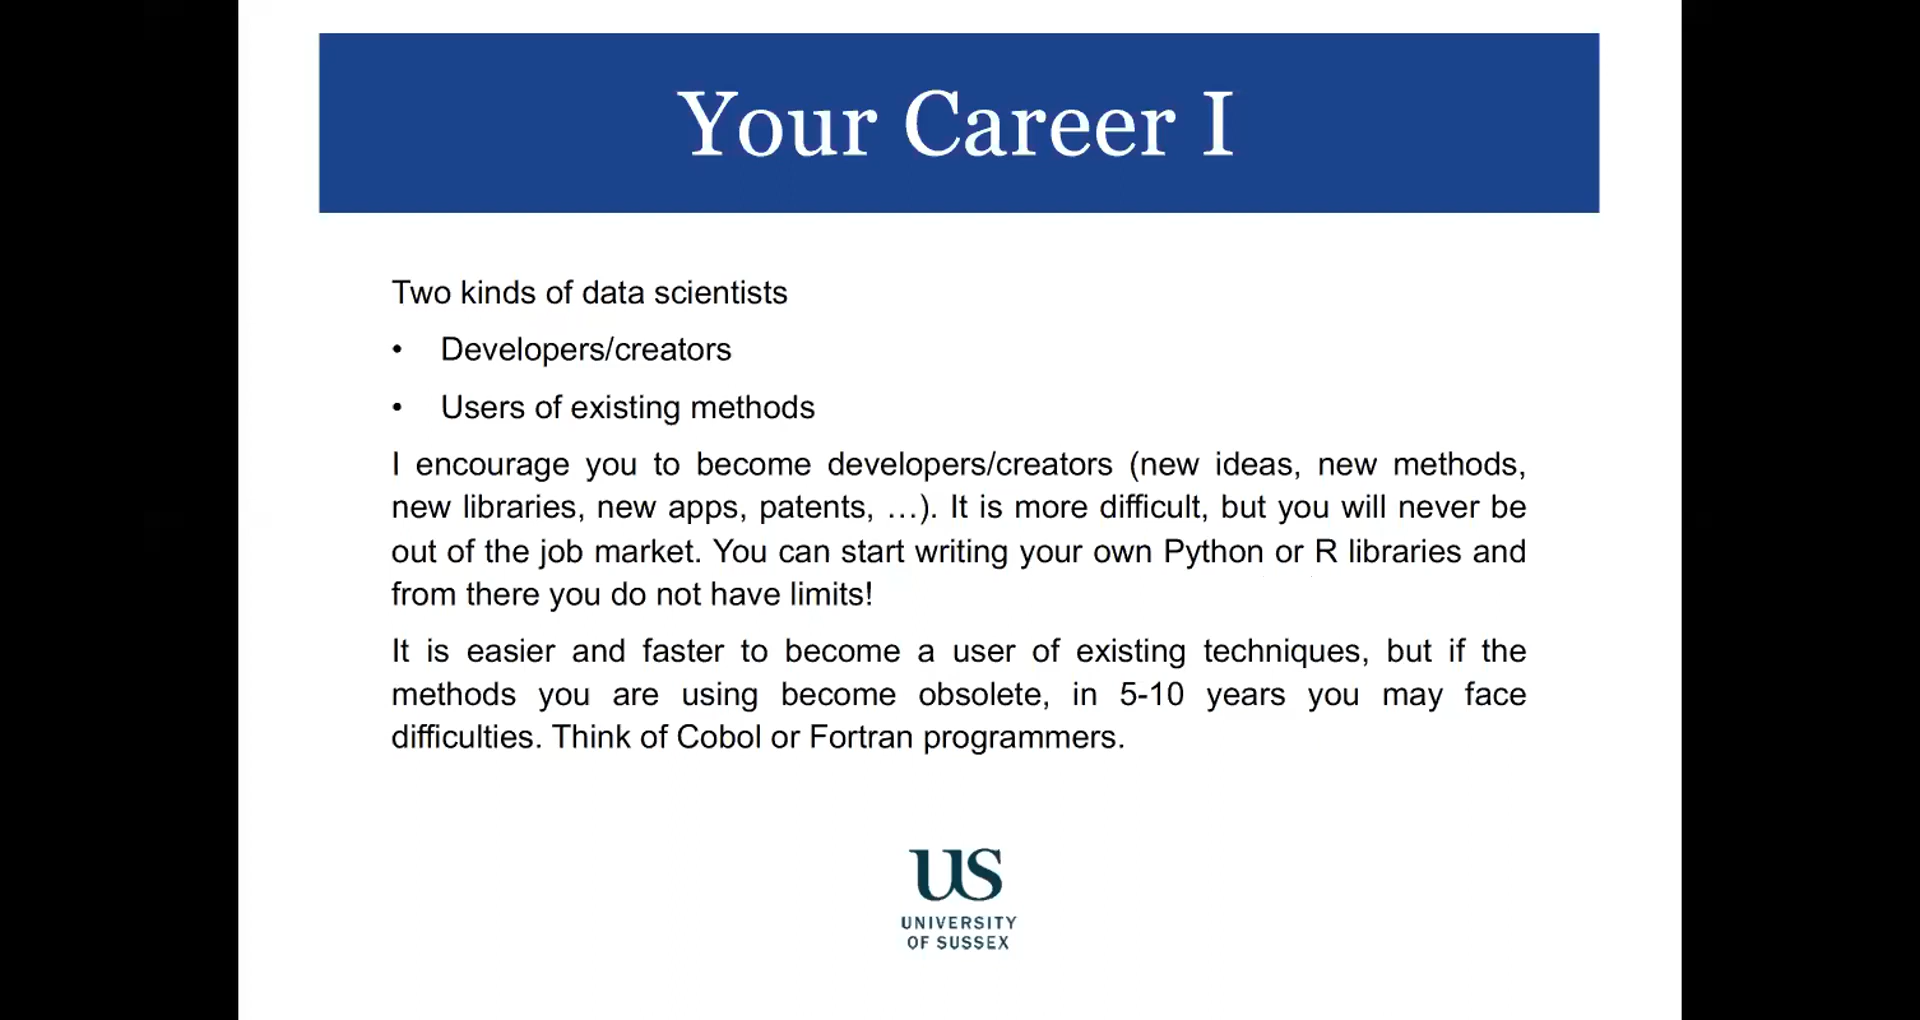 Your Career I
Two kinds of data scientists
• Developers/creators
• Users of existing methods
I encourage you to become developers/creators (new ideas, new methods,
new libraries, new apps, patents, …). It is more difficult, but you will never be
out of the job market. You can start writing your own Python or R libraries and
from there you do not have limits!
It is easier and faster to become a user of existing techniques, but if the
methods you are using become obsolete, in 5-10 years you may face
difficulties. Think of Cobol or Fortran programmers.
US
UNIVERSITY
OF SUSSEX